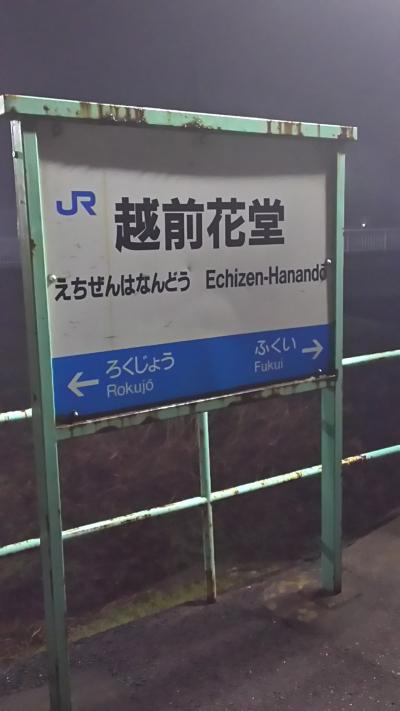 JR 越前花堂
えちぜんはなんどう Echizen-Hanandō
← ろくじょう ふくい →
Rokujō Fukui